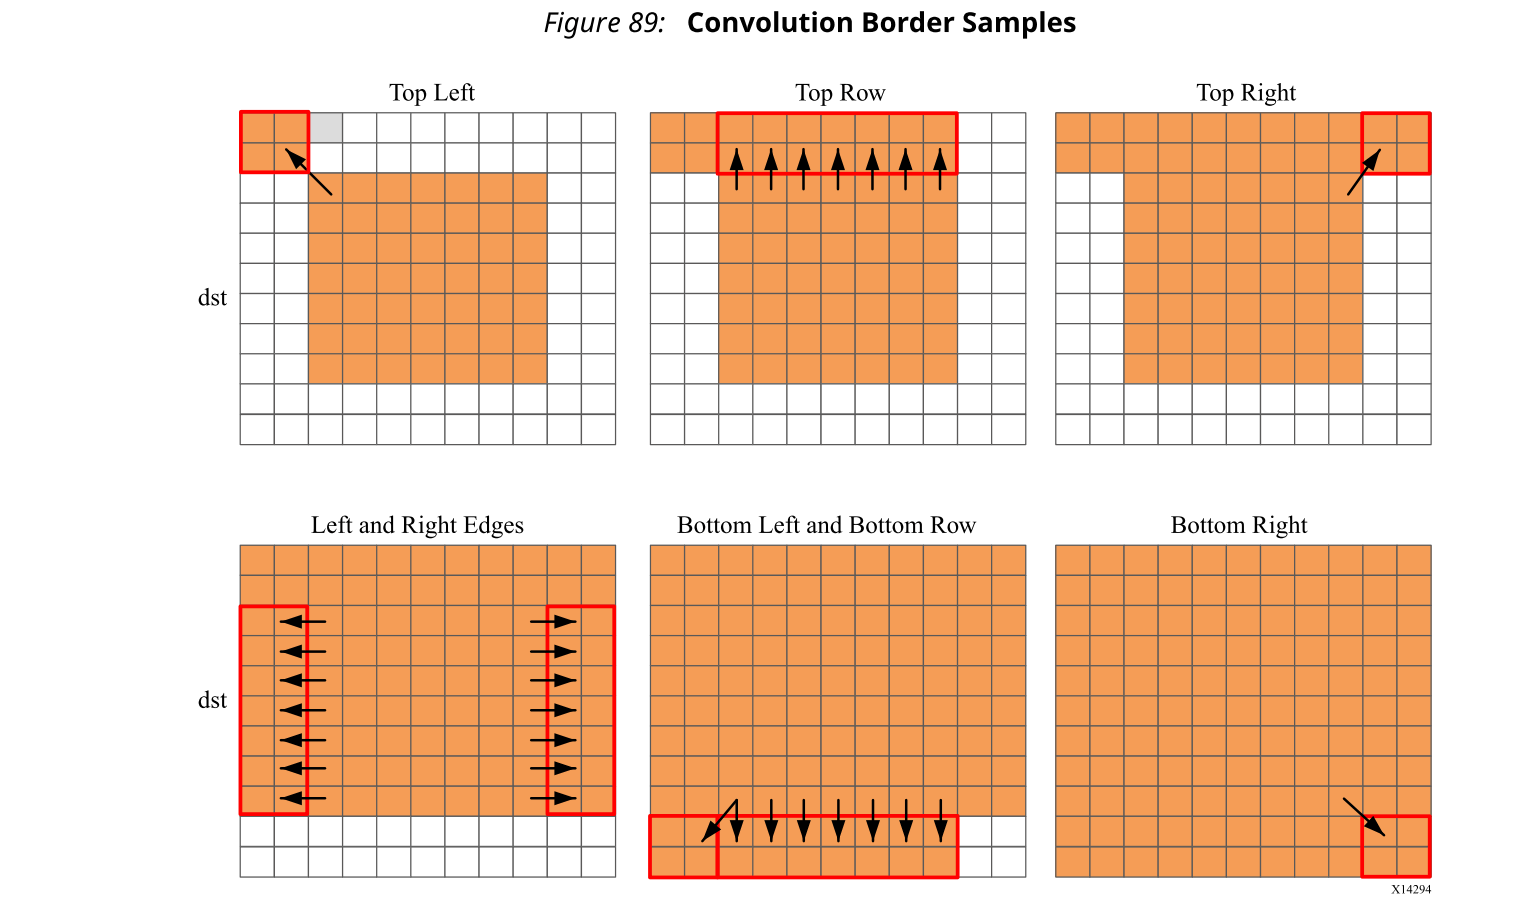 Figure 89: Convolution Border Samples
Top Left
Top Row
Top Right
dst
Left and Right Edges
Bottom Left and Bottom Row
Bottom Right
dst
X14294